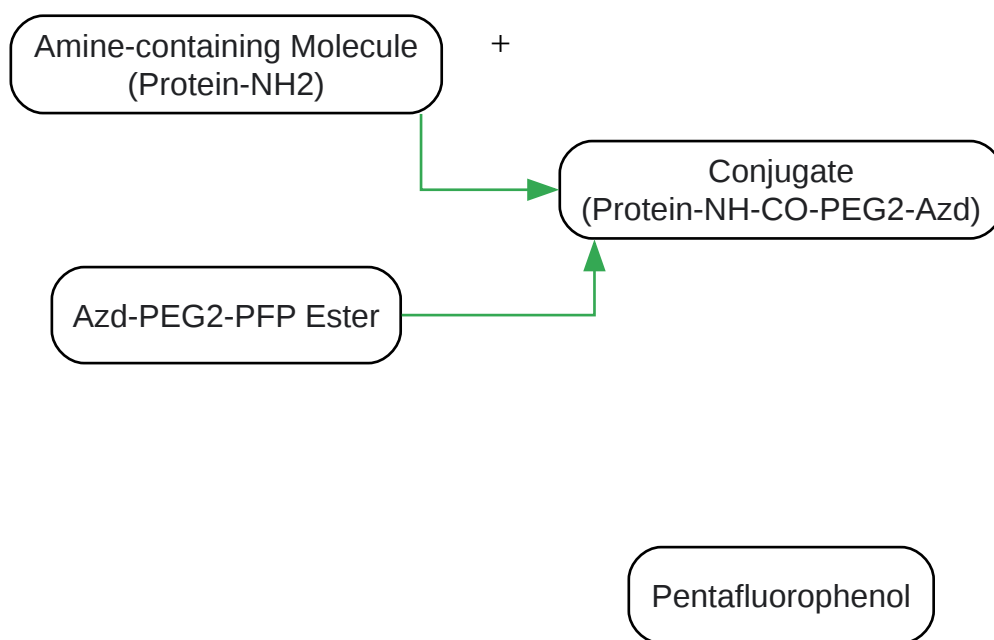 Amine-containing Molecule
(Protein-NH2)
+
Conjugate
(Protein-NH-CO-PEG2-Azd)
Azd-PEG2-PFP Ester
Pentafluorophenol